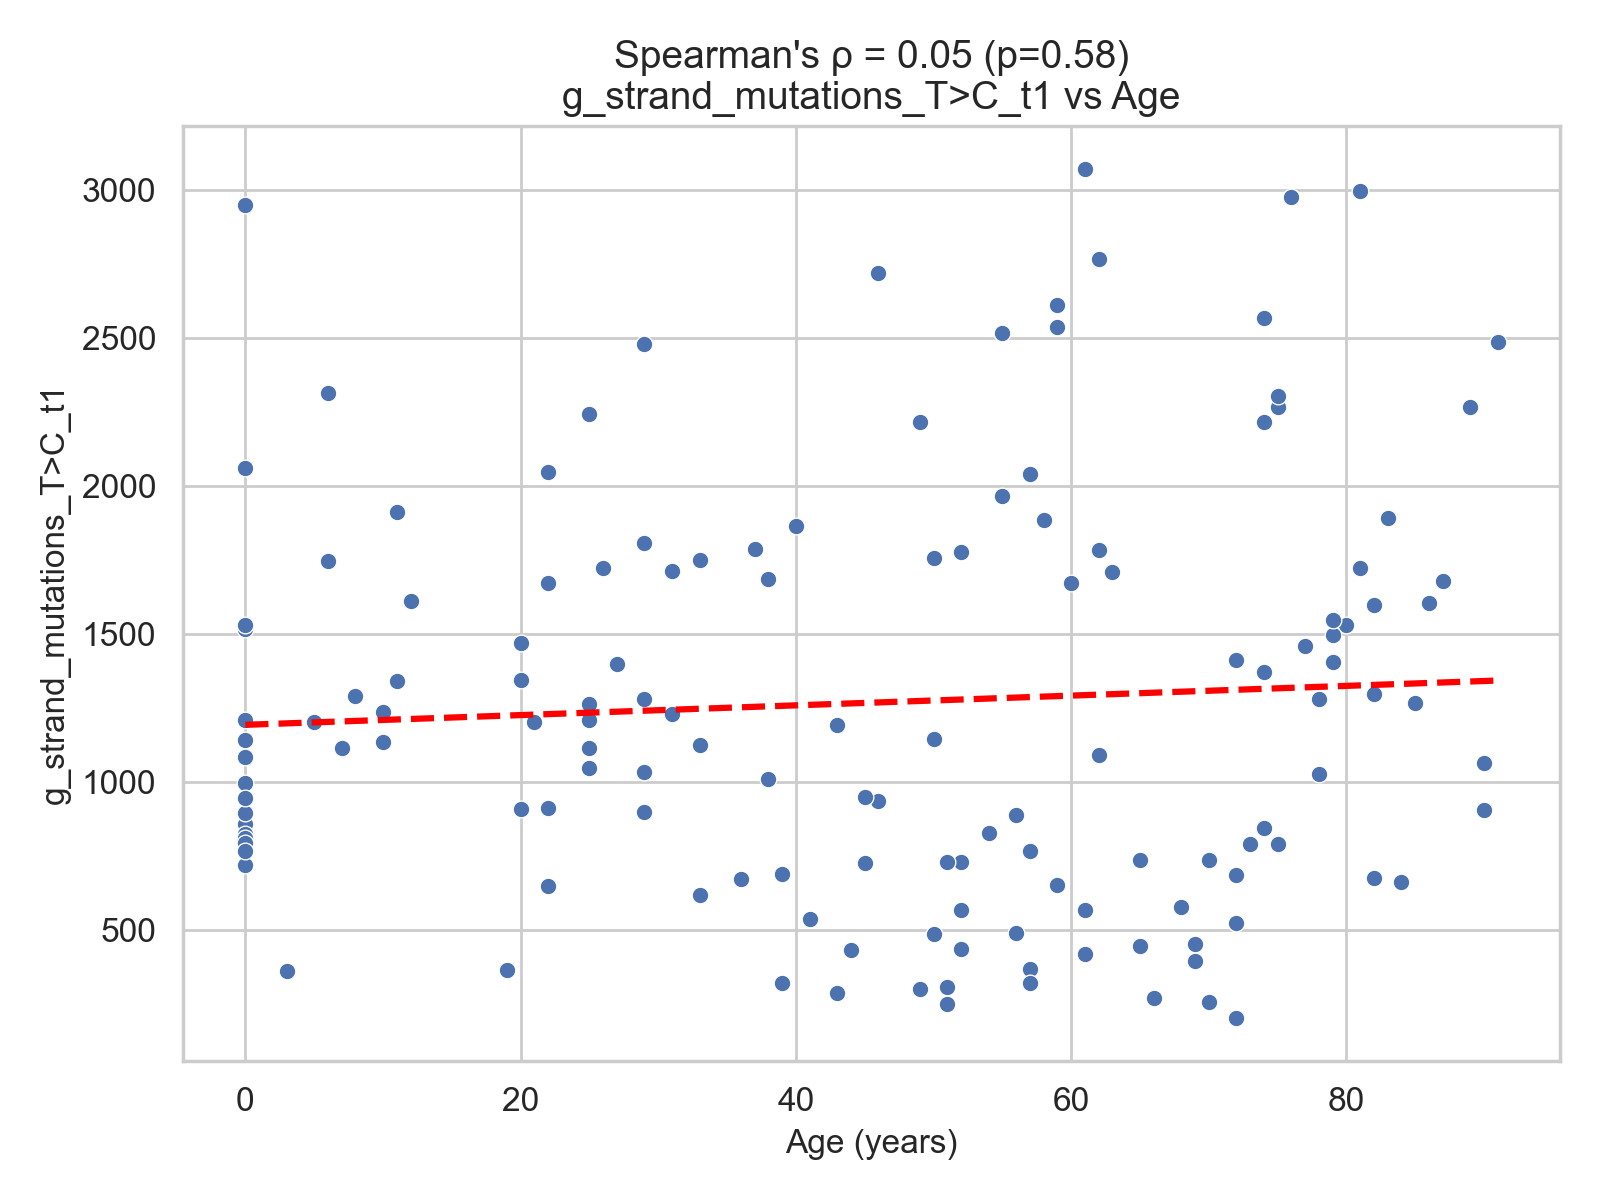 Spearman's ρ = 0.05 (p=0.58)
g_strand_mutations_T>C_t1 vs Age
g_strand_mutations_T>C_t1
3000
2500
2000
1500
1000
500
0
20
40
60
80
Age (years)